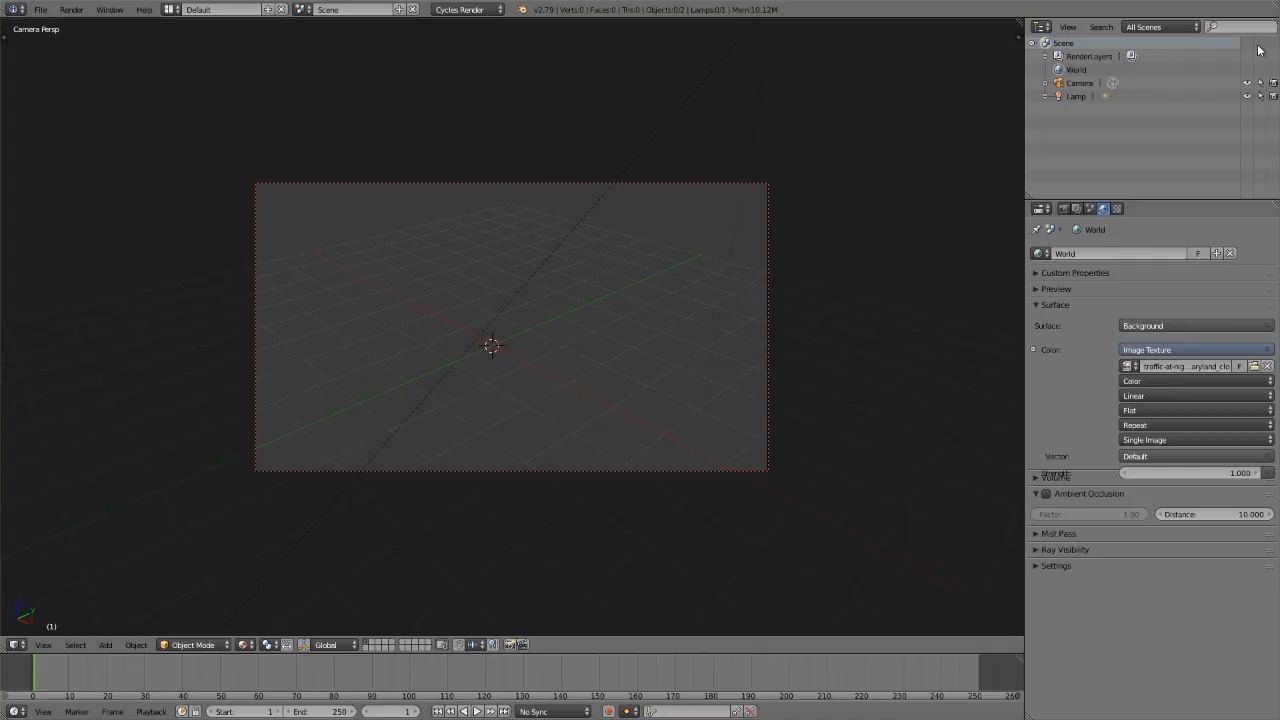 File Render Window Help Default Scene Cycles Render v2.79 | Verts:0 | Faces:0 | Tris:0 | Objects:0/2 | Lamps:0/1 | Mem:10.12M
View Search All Scenes
Camera Persp
Scene
RenderLayers
World
Camera
Lamp
World
World F
Custom Properties
Preview
Surface
Surface: Background
Color: Image Texture
traffic-at-nig...aryland_clo F
Color
Linear
Flat
Repeat
Single Image
Vector: Default
Strength: 1.000
Volume
Ambient Occlusion
Factor: 1.00 Distance: 10.000
Mist Pass
Ray Visibility
Settings
(1)
View Select Add Object Object Mode Global
0 10 20 30 40 50 60 70 80 90 100 110 120 130 140 150 160 170 180 190 200 210 220 230 240 250 260
View Marker Frame Playback Start: 1 End: 250 1 No Sync